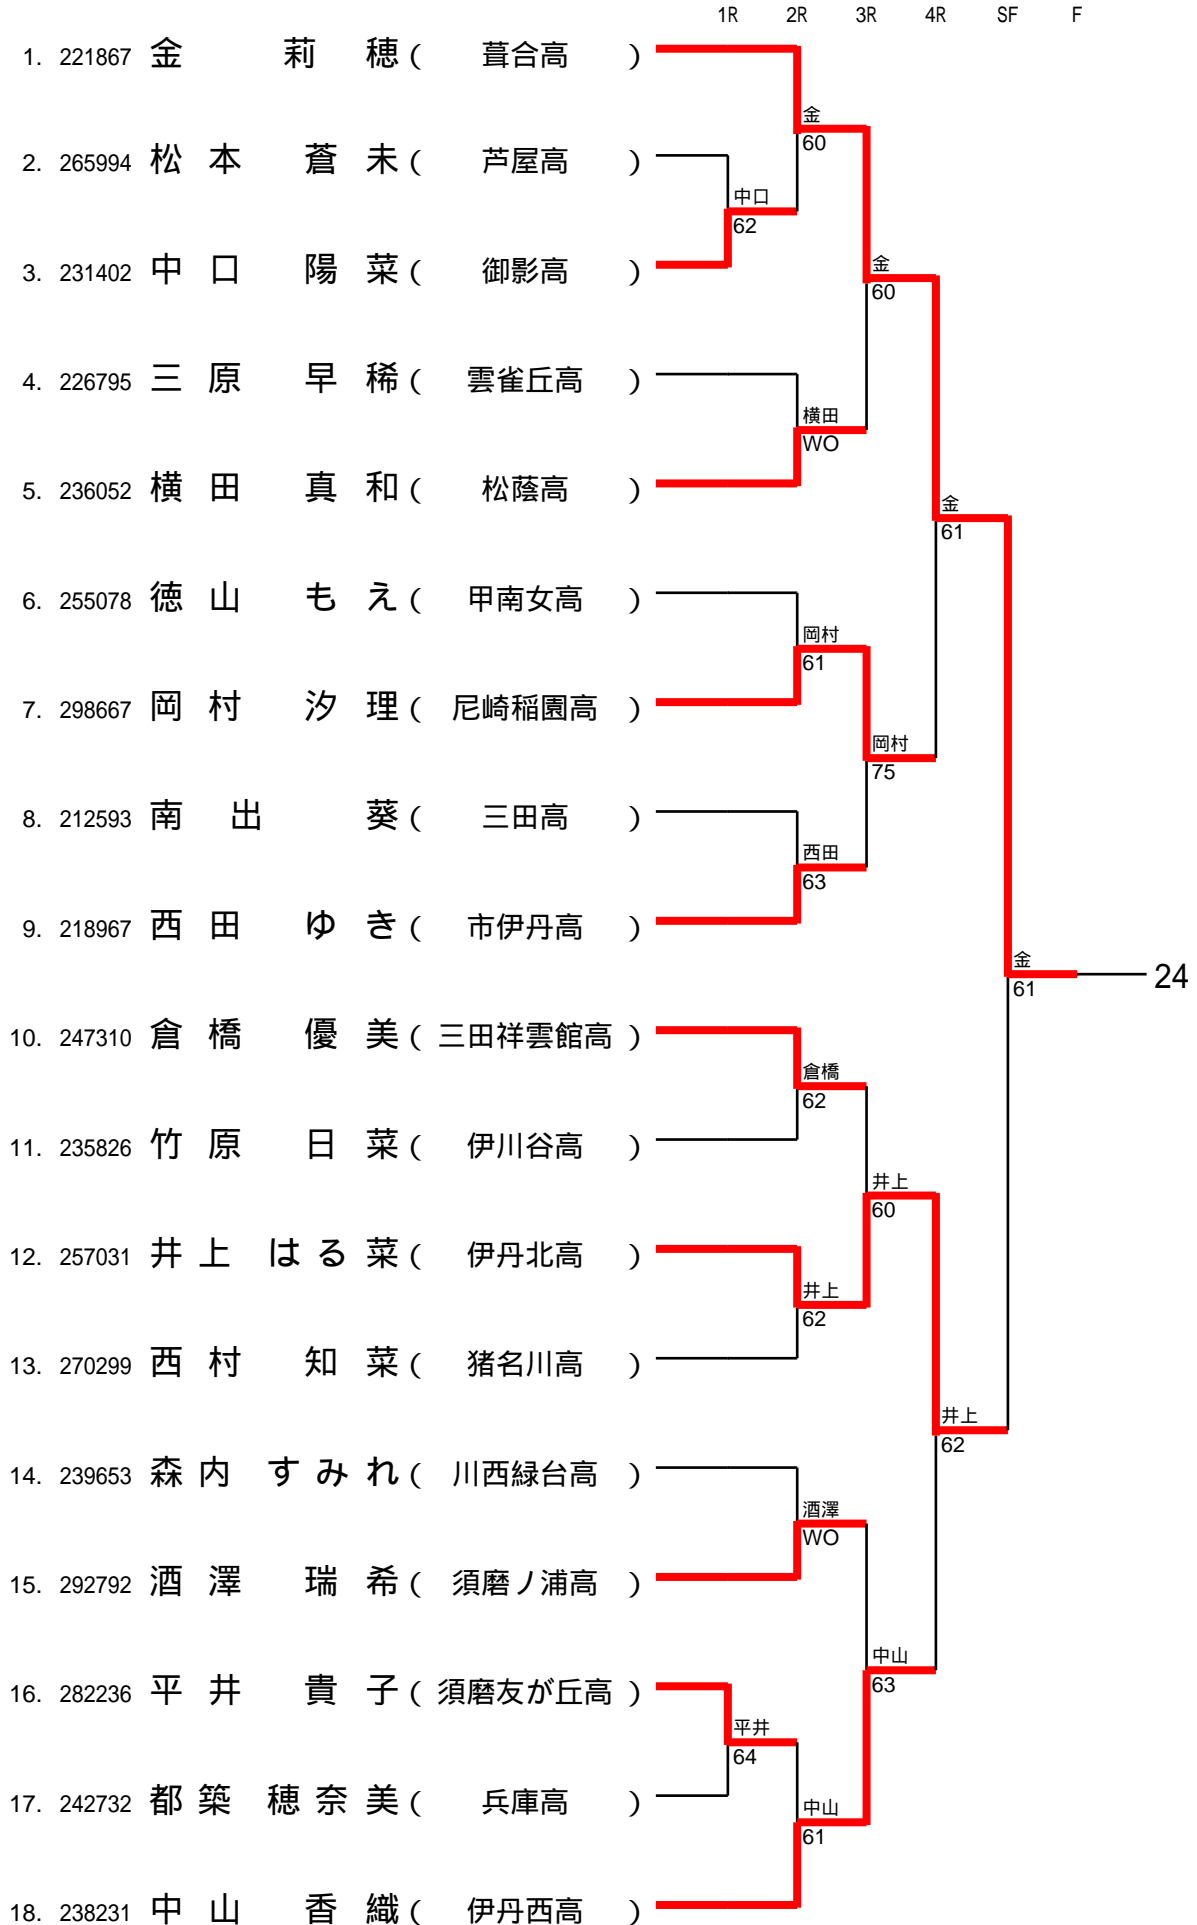 1R 2R 3R 4R SF F
1. 221867 金 莉 穂 ( 葺合高 )
金
60
2. 265994 松 本 蒼 未 ( 芦屋高 )
中口
62
3. 231402 中 口 陽 菜 ( 御影高 )
金
60
4. 226795 三 原 早 稀 ( 雲雀丘高 )
横田
WO
5. 236052 横 田 真 和 ( 松蔭高 )
金
61
6. 255078 徳 山 も え ( 甲南女高 )
岡村
61
7. 298667 岡 村 汐 理 ( 尼崎稲園高 )
岡村
75
8. 212593 南 出 葵 ( 三田高 )
西田
63
9. 218967 西 田 ゆ き ( 市伊丹高 )
金
61
24
10. 247310 倉 橋 優 美 ( 三田祥雲館高 )
倉橋
62
11. 235826 竹 原 日 菜 ( 伊川谷高 )
井上
60
12. 257031 井 上 は る 菜 ( 伊丹北高 )
井上
62
13. 270299 西 村 知 菜 ( 猪名川高 )
井上
62
14. 239653 森 内 す み れ ( 川西緑台高 )
酒澤
WO
15. 292792 酒 澤 瑞 希 ( 須磨ノ浦高 )
中山
63
16. 282236 平 井 貴 子 ( 須磨友が丘高 )
平井
64
17. 242732 都 築 穂 奈 美 ( 兵庫高 )
中山
61
18. 238231 中 山 香 織 ( 伊丹西高 )